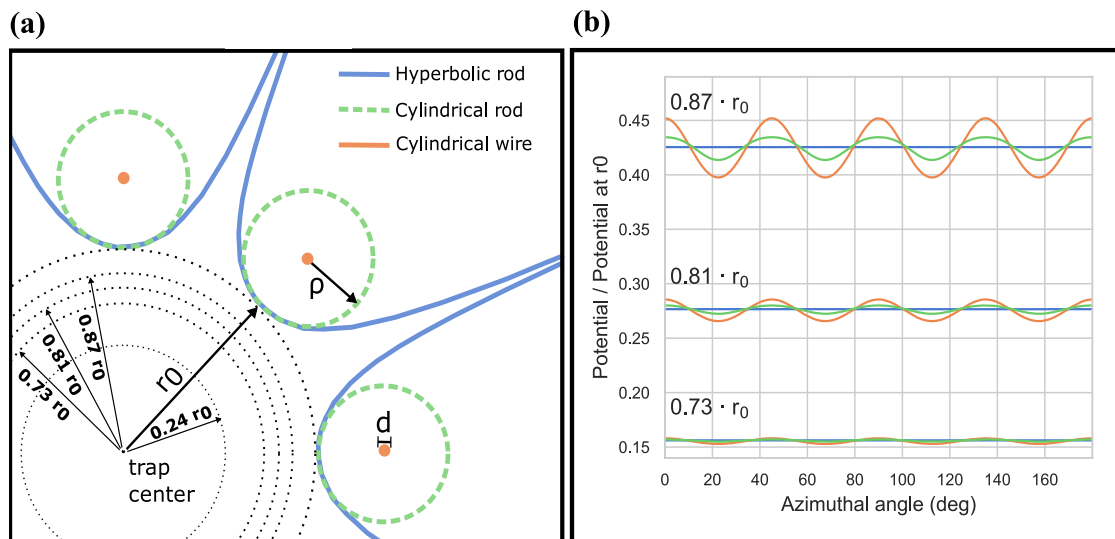 (a)
Hyperbolic rod
Cylindrical rod
Cylindrical wire
ρ
0.87 r0
0.81 r0
0.73 r0
r0
0.24 r0
d
trap
center
(b)
Potential / Potential at r0
0.45
0.40
0.35
0.30
0.25
0.20
0.15
0.87 · r₀
0.81 · r₀
0.73 · r₀
0 20 40 60 80 100 120 140 160
Azimuthal angle (deg)